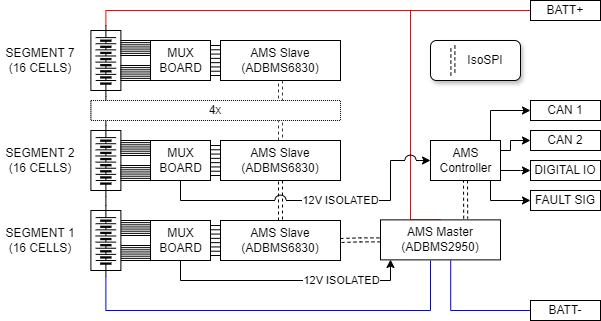 BATT+
SEGMENT 7
(16 CELLS)
MUX
BOARD
AMS Slave
(ADBMS6830)
IsoSPI
4x
CAN 1
SEGMENT 2
(16 CELLS)
MUX
BOARD
AMS Slave
(ADBMS6830)
AMS
Controller
CAN 2
DIGITAL IO
12V ISOLATED
FAULT SIG
SEGMENT 1
(16 CELLS)
MUX
BOARD
AMS Slave
(ADBMS6830)
AMS Master
(ADBMS2950)
12V ISOLATED
BATT-